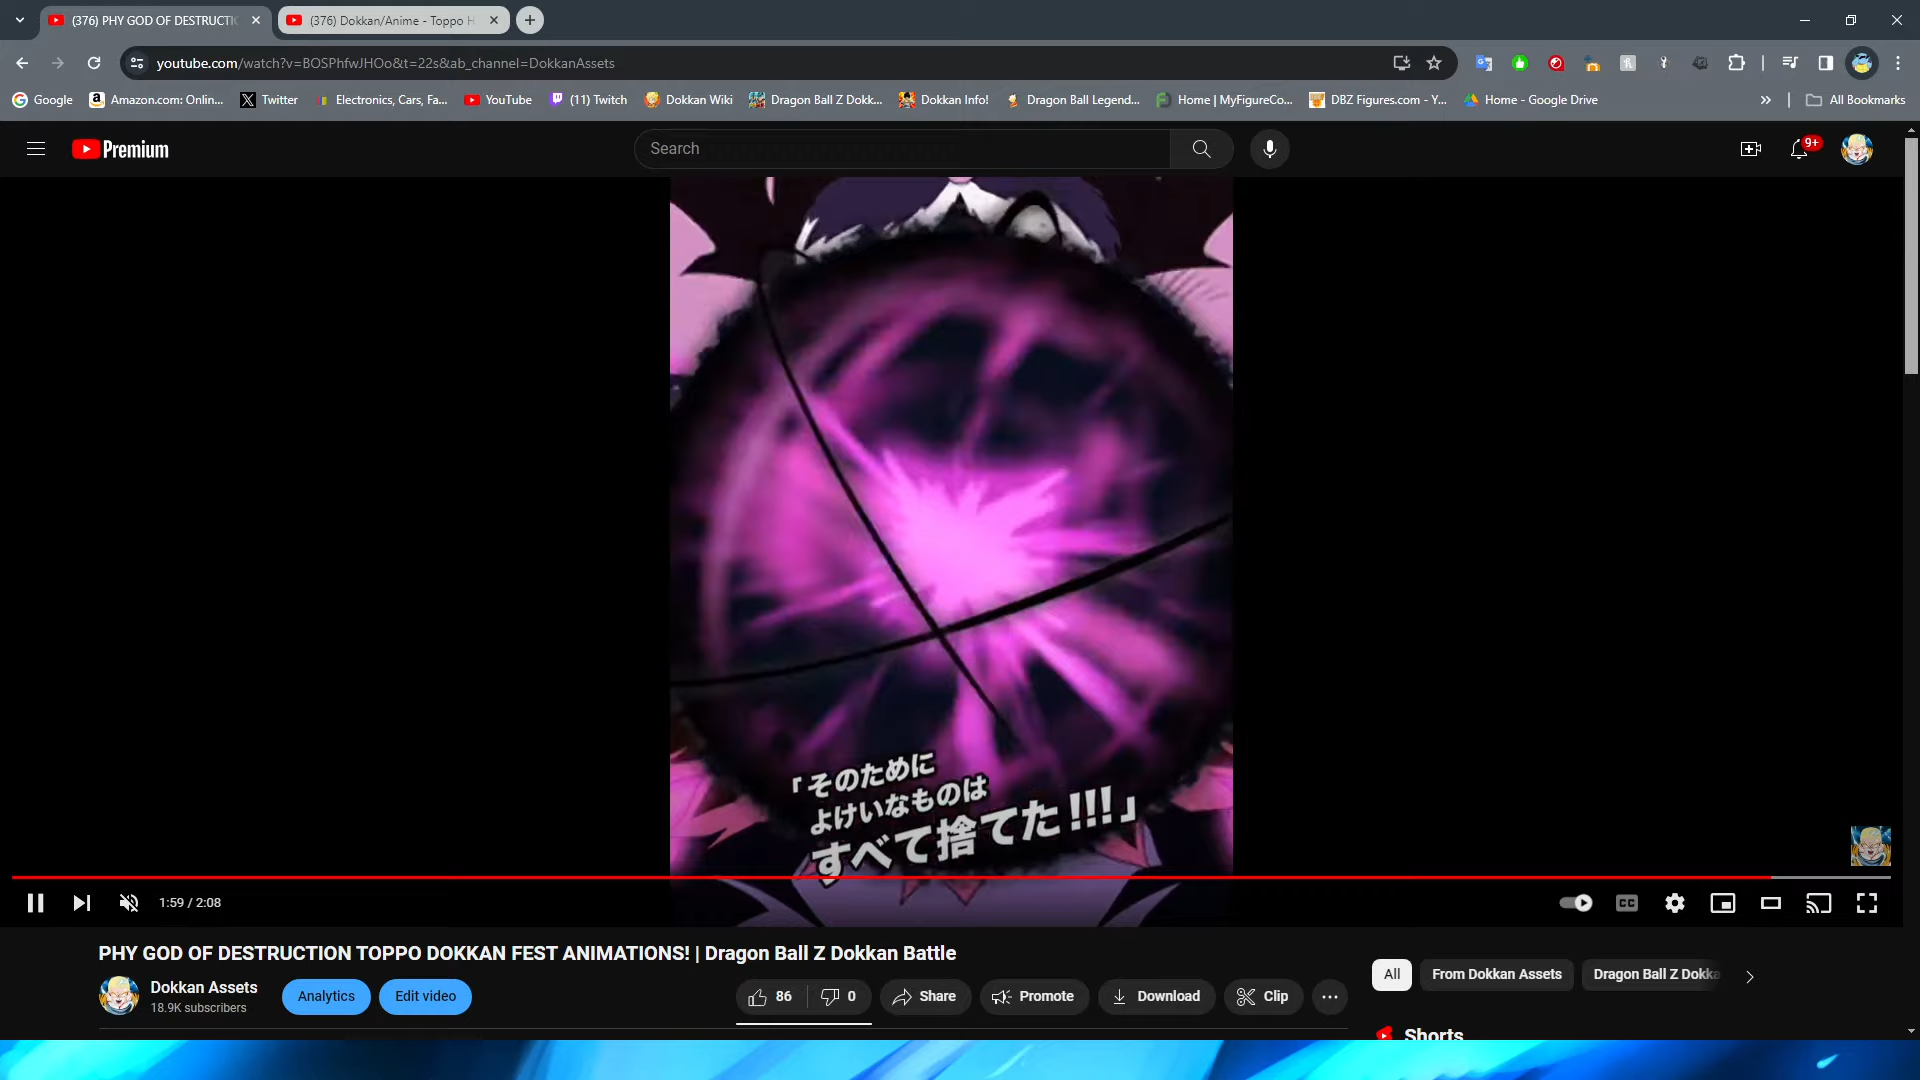 (376) PHY GOD OF DESTRUCTIO
(376) Dokkan/Anime - Toppo H
youtube.com/watch?v=BOSPhfwJHOo&t=22s&ab_channel=DokkanAssets
Google
Amazon.com: Onlin...
Twitter
Electronics, Cars, Fa...
YouTube
(11) Twitch
Dokkan Wiki
Dragon Ball Z Dokk...
Dokkan Info!
Dragon Ball Legend...
Home | MyFigureCo...
DBZ Figures.com - Y...
Home - Google Drive
All Bookmarks
Premium
Search
9+
「そのために
よけいなものは
すべて捨てた!!!」
1:59 / 2:08
CC
PHY GOD OF DESTRUCTION TOPPO DOKKAN FEST ANIMATIONS! | Dragon Ball Z Dokkan Battle
Dokkan Assets
18.9K subscribers
Analytics
Edit video
86
0
Share
Promote
Download
Clip
All
From Dokkan Assets
Dragon Ball Z Dokka
Shorts